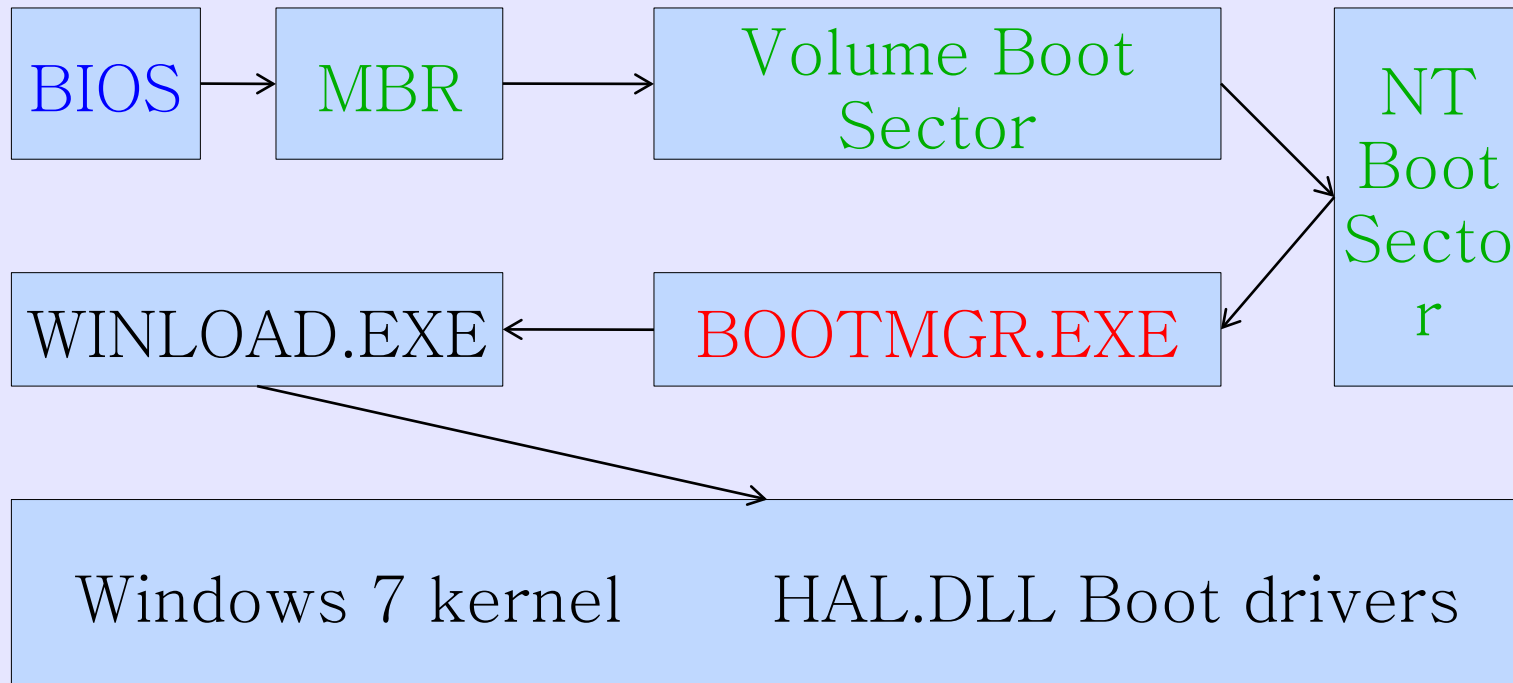 BIOS
MBR
Volume Boot
Sector
NT
Boot
Secto
r
WINLOAD.EXE
BOOTMGR.EXE
Windows 7 kernel HAL.DLL Boot drivers